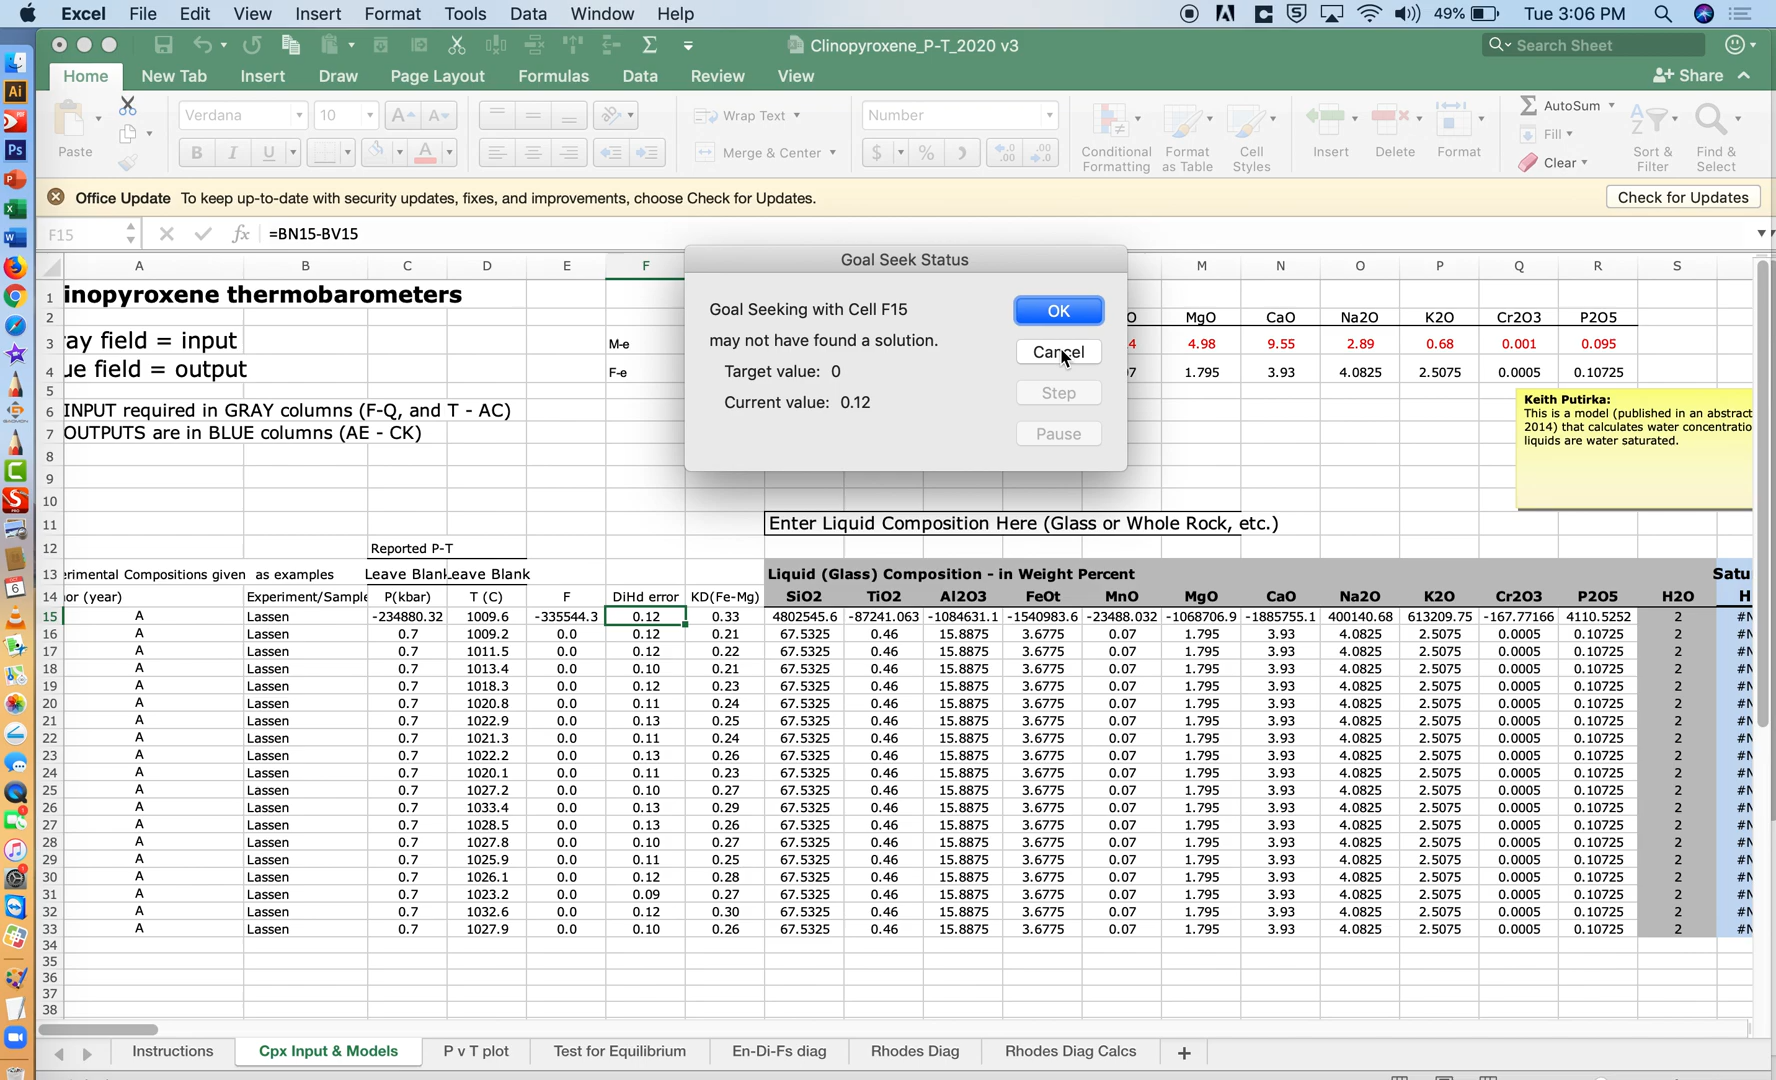 Excel File Edit View Insert Format Tools Data Window Help 49% Tue 3:06 PM
Clinopyroxene_P-T_2020 v3 Search Sheet
Home New Tab Insert Draw Page Layout Formulas Data Review View Share
Paste Verdana 10 Wrap Text Merge & Center Number Conditional Formatting Format as Table Cell Styles Insert Delete Format AutoSum Fill Clear Sort & Filter Find & Select
Office Update To keep up-to-date with security updates, fixes, and improvements, choose Check for Updates. Check for Updates
F15 fx =BN15-BV15
A B C D E F M N O P Q R S
Goal Seek Status
Goal Seeking with Cell F15
may not have found a solution.
Target value: 0
Current value: 0.12
OK
Cancel
Step
Pause
1 inopyroxene thermobarometers
2 MgO CaO Na2O K2O Cr2O3 P2O5
3 ay field = input M-e 4 4.98 9.55 2.89 0.68 0.001 0.095
4 ue field = output F-e 7 1.795 3.93 4.0825 2.5075 0.0005 0.10725
5
6 INPUT required in GRAY columns (F-Q, and T - AC)
7 OUTPUTS are in BLUE columns (AE - CK)
Keith Putirka:
This is a model (published in an abstract
2014) that calculates water concentratio
liquids are water saturated.
8
9
10
11 Enter Liquid Composition Here (Glass or Whole Rock, etc.)
12 Reported P-T
13 erimental Compositions given as examples Leave Blank Leave Blank Liquid (Glass) Composition - in Weight Percent Satu
14 or (year) Experiment/Sample P(kbar) T (C) F DiHd error KD(Fe-Mg) SiO2 TiO2 Al2O3 FeOt MnO MgO CaO Na2O K2O Cr2O3 P2O5 H2O H
15 A Lassen -234880.32 1009.6 -335544.3 0.12 0.33 4802545.6 -87241.063 -1084631.1 -1540983.6 -23488.032 -1068706.9 -1885755.1 400140.68 613209.75 -167.77166 4110.5252 2 #N
16 A Lassen 0.7 1009.2 0.0 0.12 0.21 67.5325 0.46 15.8875 3.6775 0.07 1.795 3.93 4.0825 2.5075 0.0005 0.10725 2 #N
17 A Lassen 0.7 1011.5 0.0 0.12 0.22 67.5325 0.46 15.8875 3.6775 0.07 1.795 3.93 4.0825 2.5075 0.0005 0.10725 2 #N
18 A Lassen 0.7 1013.4 0.0 0.10 0.21 67.5325 0.46 15.8875 3.6775 0.07 1.795 3.93 4.0825 2.5075 0.0005 0.10725 2 #N
19 A Lassen 0.7 1018.3 0.0 0.12 0.23 67.5325 0.46 15.8875 3.6775 0.07 1.795 3.93 4.0825 2.5075 0.0005 0.10725 2 #N
20 A Lassen 0.7 1020.8 0.0 0.11 0.24 67.5325 0.46 15.8875 3.6775 0.07 1.795 3.93 4.0825 2.5075 0.0005 0.10725 2 #N
21 A Lassen 0.7 1022.9 0.0 0.13 0.25 67.5325 0.46 15.8875 3.6775 0.07 1.795 3.93 4.0825 2.5075 0.0005 0.10725 2 #N
22 A Lassen 0.7 1021.3 0.0 0.11 0.24 67.5325 0.46 15.8875 3.6775 0.07 1.795 3.93 4.0825 2.5075 0.0005 0.10725 2 #N
23 A Lassen 0.7 1022.2 0.0 0.13 0.26 67.5325 0.46 15.8875 3.6775 0.07 1.795 3.93 4.0825 2.5075 0.0005 0.10725 2 #N
24 A Lassen 0.7 1020.1 0.0 0.11 0.23 67.5325 0.46 15.8875 3.6775 0.07 1.795 3.93 4.0825 2.5075 0.0005 0.10725 2 #N
25 A Lassen 0.7 1027.2 0.0 0.10 0.27 67.5325 0.46 15.8875 3.6775 0.07 1.795 3.93 4.0825 2.5075 0.0005 0.10725 2 #N
26 A Lassen 0.7 1033.4 0.0 0.13 0.29 67.5325 0.46 15.8875 3.6775 0.07 1.795 3.93 4.0825 2.5075 0.0005 0.10725 2 #N
27 A Lassen 0.7 1028.5 0.0 0.13 0.26 67.5325 0.46 15.8875 3.6775 0.07 1.795 3.93 4.0825 2.5075 0.0005 0.10725 2 #N
28 A Lassen 0.7 1027.8 0.0 0.10 0.27 67.5325 0.46 15.8875 3.6775 0.07 1.795 3.93 4.0825 2.5075 0.0005 0.10725 2 #N
29 A Lassen 0.7 1025.9 0.0 0.11 0.25 67.5325 0.46 15.8875 3.6775 0.07 1.795 3.93 4.0825 2.5075 0.0005 0.10725 2 #N
30 A Lassen 0.7 1026.1 0.0 0.12 0.28 67.5325 0.46 15.8875 3.6775 0.07 1.795 3.93 4.0825 2.5075 0.0005 0.10725 2 #N
31 A Lassen 0.7 1023.2 0.0 0.09 0.27 67.5325 0.46 15.8875 3.6775 0.07 1.795 3.93 4.0825 2.5075 0.0005 0.10725 2 #N
32 A Lassen 0.7 1032.6 0.0 0.12 0.30 67.5325 0.46 15.8875 3.6775 0.07 1.795 3.93 4.0825 2.5075 0.0005 0.10725 2 #N
33 A Lassen 0.7 1027.9 0.0 0.10 0.26 67.5325 0.46 15.8875 3.6775 0.07 1.795 3.93 4.0825 2.5075 0.0005 0.10725 2 #N
34
35
36
37
38
Instructions Cpx Input & Models P v T plot Test for Equilibrium En-Di-Fs diag Rhodes Diag Rhodes Diag Calcs +